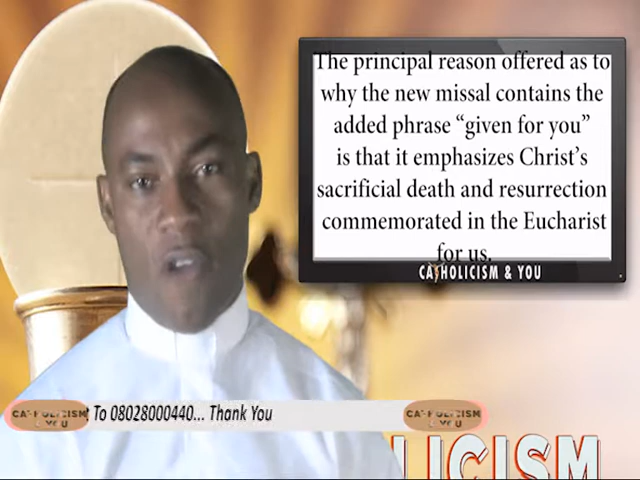 The principal reason offered as to
why the new missal contains the
added phrase “given for you”
is that it emphasizes Christ’s
sacrificial death and resurrection
commemorated in the Eucharist
for us.
CATHOLICISM & YOU
CATHOLICISM & YOU
To 08028000440... Thank You
CATHOLICISM & YOU
LICISM